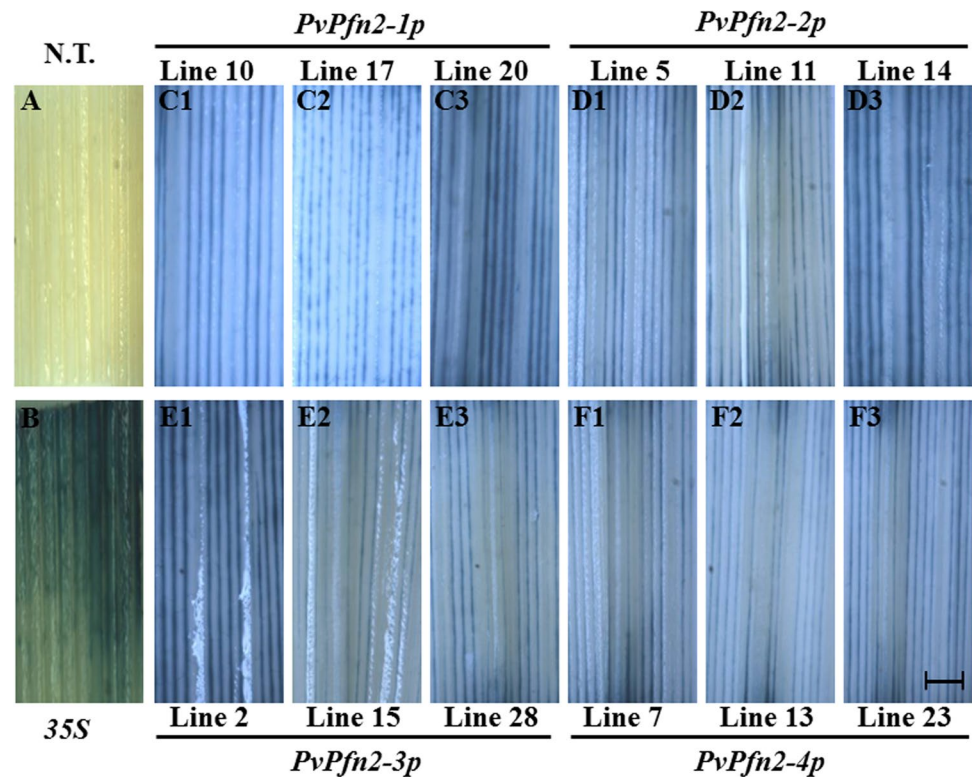 PvPfn2-1p PvPfn2-2p
N.T.
Line 10 Line 17 Line 20 Line 5 Line 11 Line 14
A C1 C2 C3 D1 D2 D3
B E1 E2 E3 F1 F2 F3
35S Line 2 Line 15 Line 28 Line 7 Line 13 Line 23
PvPfn2-3p PvPfn2-4p